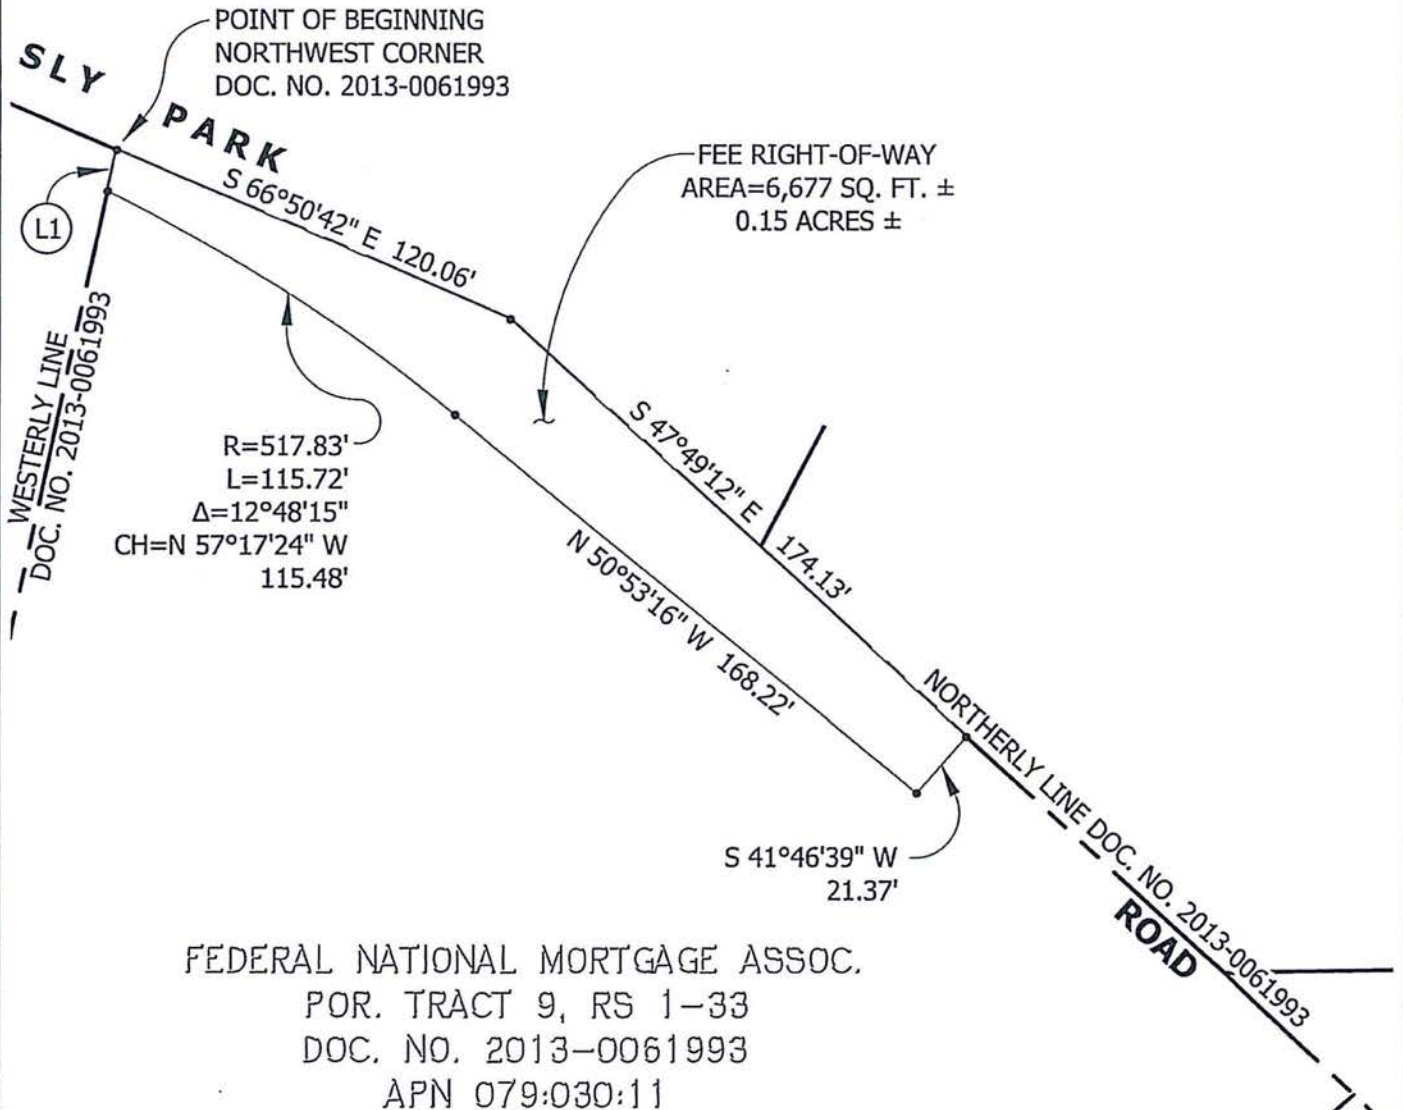 POINT OF BEGINNING
NORTHWEST CORNER
DOC. NO. 2013-0061993
SLY PARK
S 66°50'42" E 120.06'
FEE RIGHT-OF-WAY
AREA=6,677 SQ. FT. ±
0.15 ACRES ±
L1
WESTERLY LINE
DOC. NO. 2013-0061993
R=517.83'
L=115.72'
Δ=12°48'15"
CH=N 57°17'24" W
115.48'
S 47°49'12" E 174.13'
N 50°53'16" W 168.22'
NORTHERLY LINE DOC. NO. 2013-0061993
ROAD
S 41°46'39" W
21.37'
FEDERAL NATIONAL MORTGAGE ASSOC.
POR. TRACT 9, RS 1-33
DOC. NO. 2013-0061993
APN 079:030:11